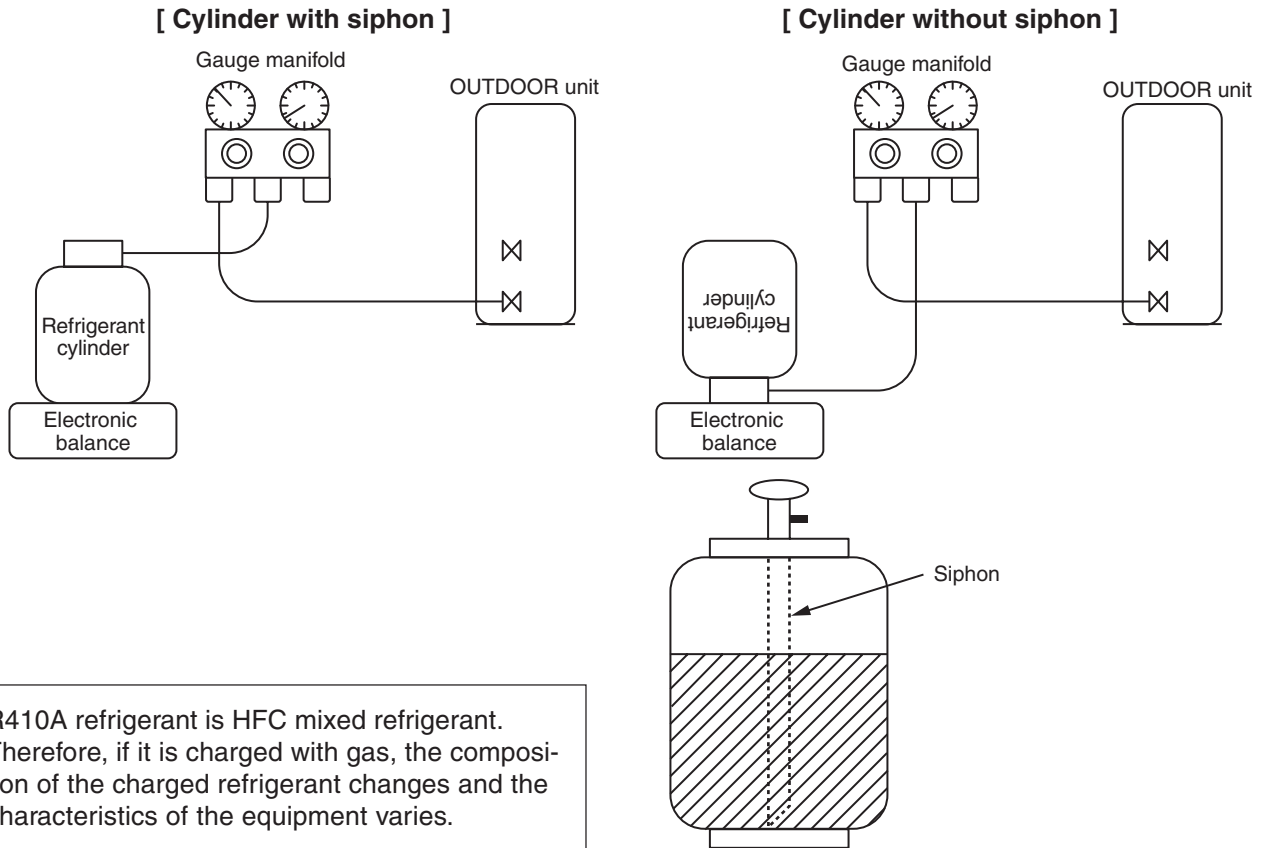 [ Cylinder with siphon ]
Gauge manifold
OUTDOOR unit
Refrigerant
cylinder
Electronic
balance
[ Cylinder without siphon ]
Gauge manifold
OUTDOOR unit
Refrigerant
cylinder
Electronic
balance
Siphon
R410A refrigerant is HFC mixed refrigerant.
Therefore, if it is charged with gas, the composi-
tion of the charged refrigerant changes and the
characteristics of the equipment varies.